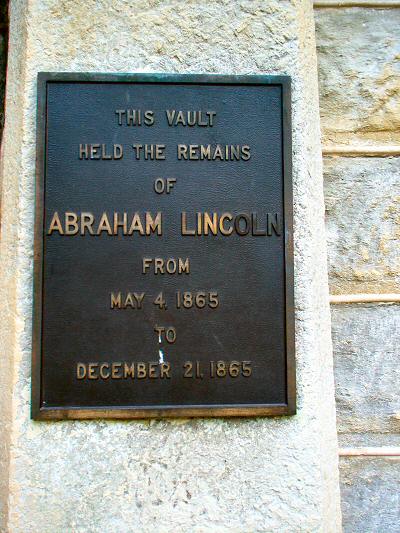 THIS VAULT
HELD THE REMAINS
OF
ABRAHAM LINCOLN
FROM
MAY 4, 1865
TO
DECEMBER 21, 1865